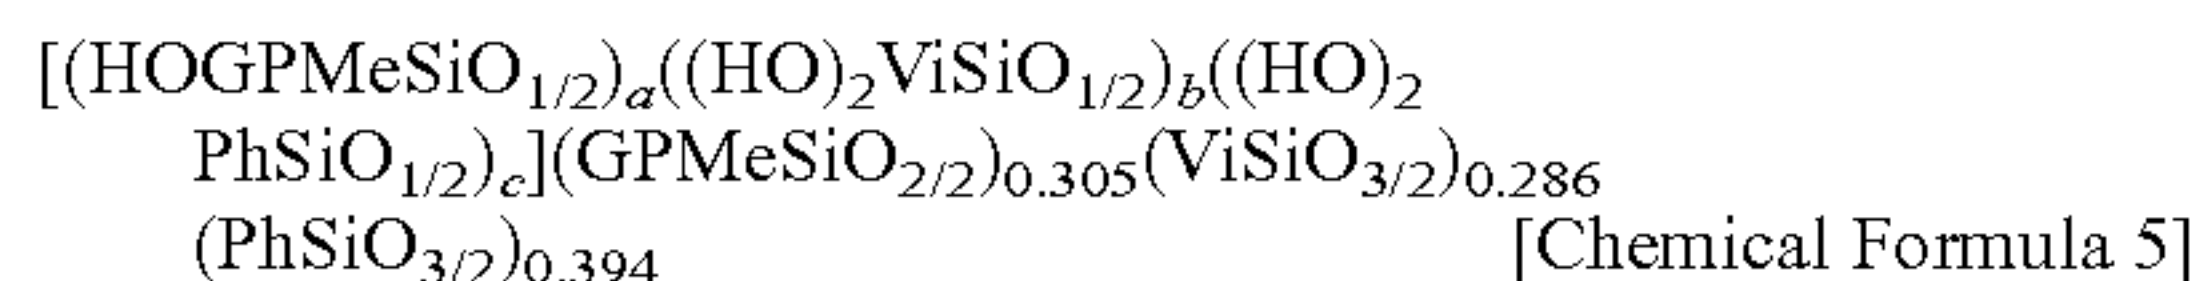 [(HOGPMeSiO1/2)a((HO)2ViSiO1/2)b((HO)2
PhSiO1/2)c](GPMeSiO2/2)0.305(ViSiO3/2)0.286
(PhSiO3/2)0.394 [Chemical Formula 5]